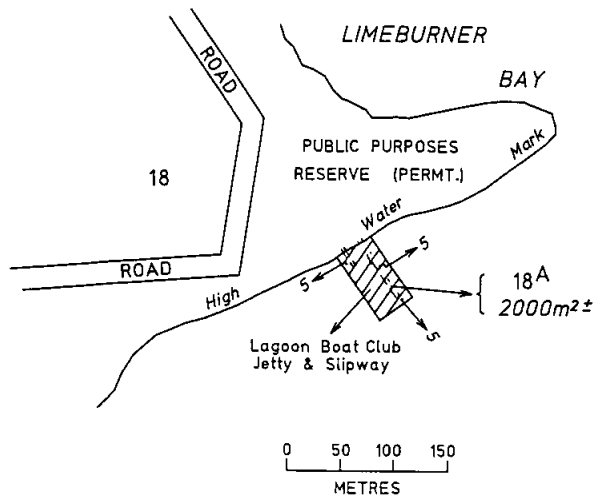 LIMEBURNER
BAY
ROAD
PUBLIC PURPOSES
RESERVE (PERMT.)
18
High Water Mark
ROAD
5
5
5
18A
2000m² ±
Lagoon Boat Club
Jetty & Slipway
0 50 100 150
METRES